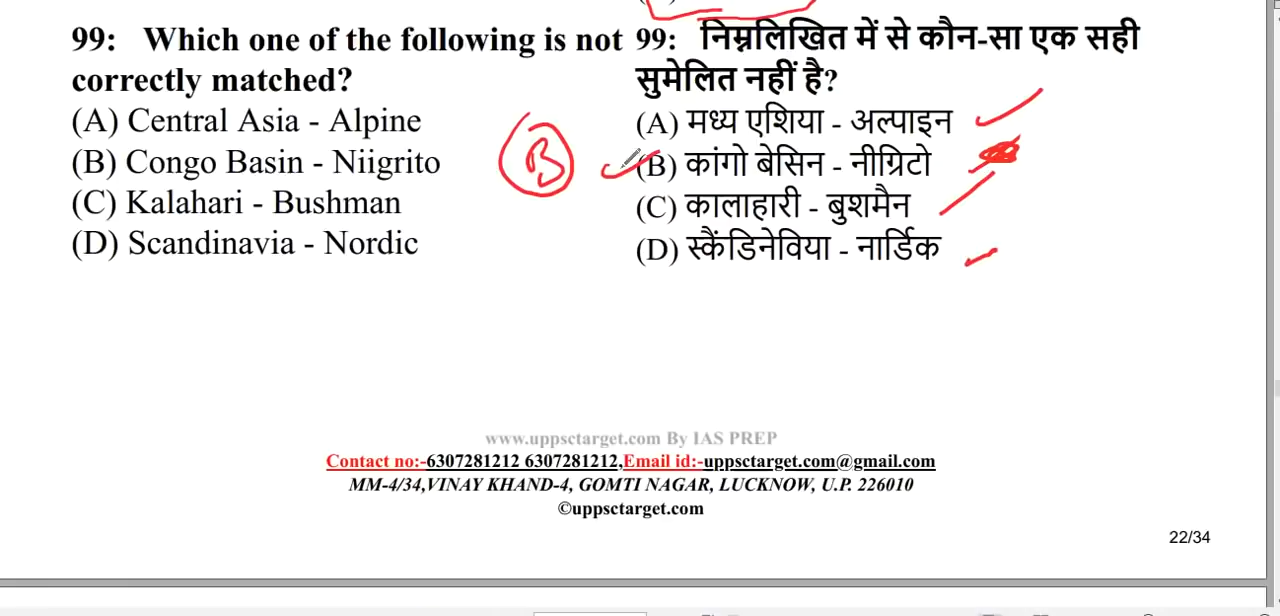 99: Which one of the following is not
correctly matched?
(A) Central Asia - Alpine
(B) Congo Basin - Niigrito
(C) Kalahari - Bushman
(D) Scandinavia - Nordic
B
99: निम्नलिखित में से कौन-सा एक सही
सुमेलित नहीं है?
(A) मध्य एशिया - अल्पाइन
(B) कांगो बेसिन - नीग्रिटो
(C) कालाहारी - बुशमैन
(D) स्कैंडिनेविया - नार्डिक
www.uppsctarget.com By IAS PREP
Contact no:-6307281212 6307281212,Email id:-uppsctarget.com@gmail.com
MM-4/34,VINAY KHAND-4, GOMTI NAGAR, LUCKNOW, U.P. 226010
©uppsctarget.com
22/34